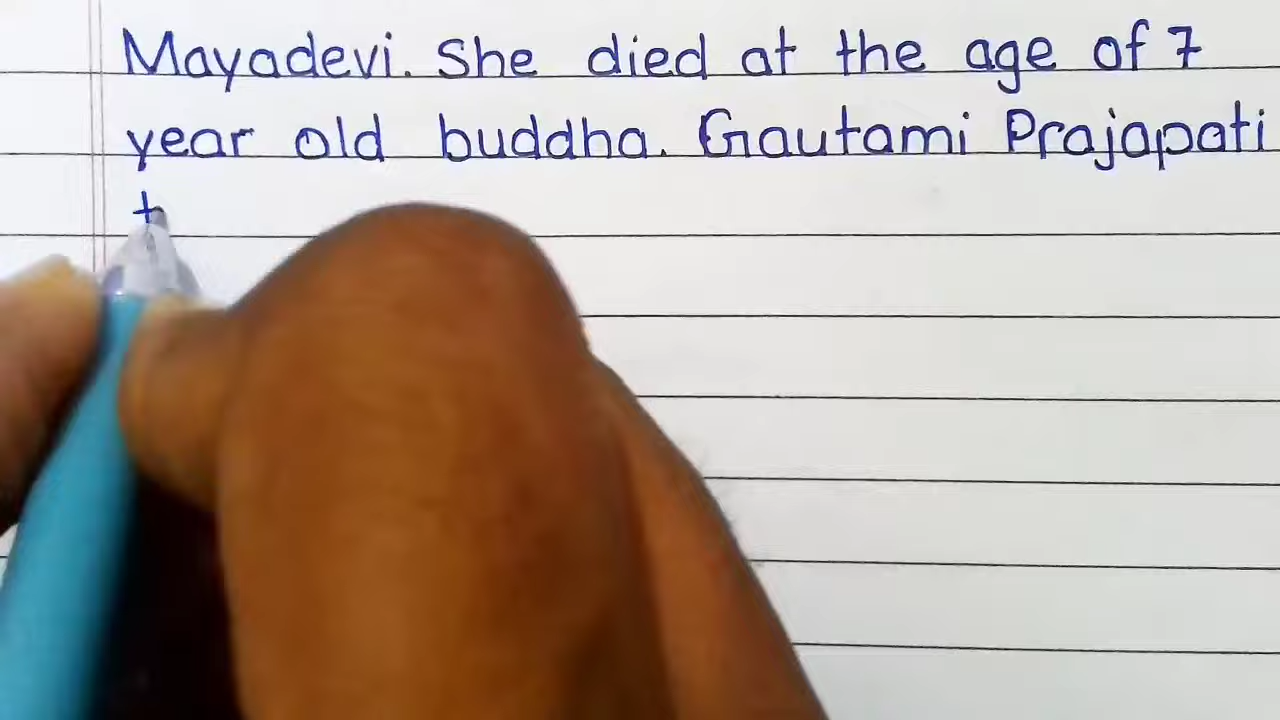 Mayadevi. She died at the age of 7
year old buddha. Gautami Prajapati
t